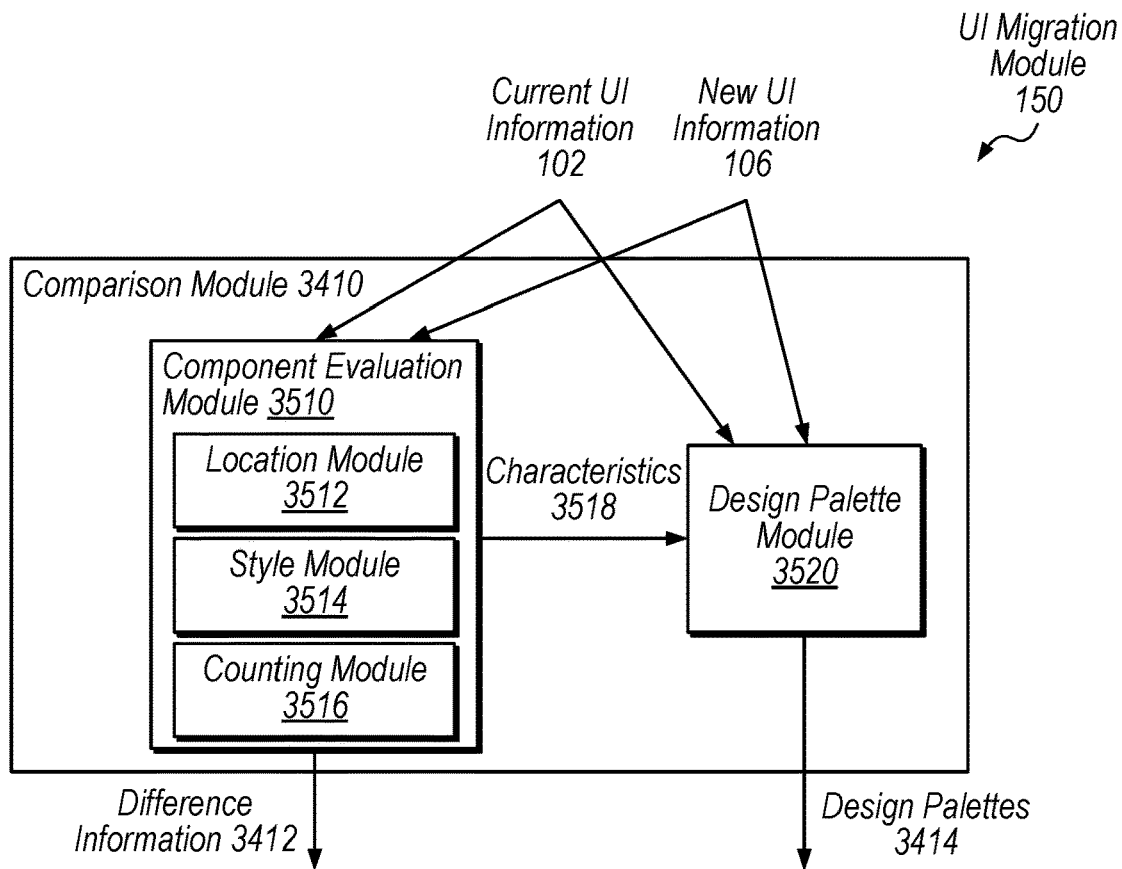 UI Migration
Module
150
Current UI
Information
102
New UI
Information
106
Comparison Module 3410
Component Evaluation
Module 3510
Location Module
3512
Style Module
3514
Counting Module
3516
Characteristics
3518
Design Palette
Module
3520
Difference
Information 3412
Design Palettes
3414